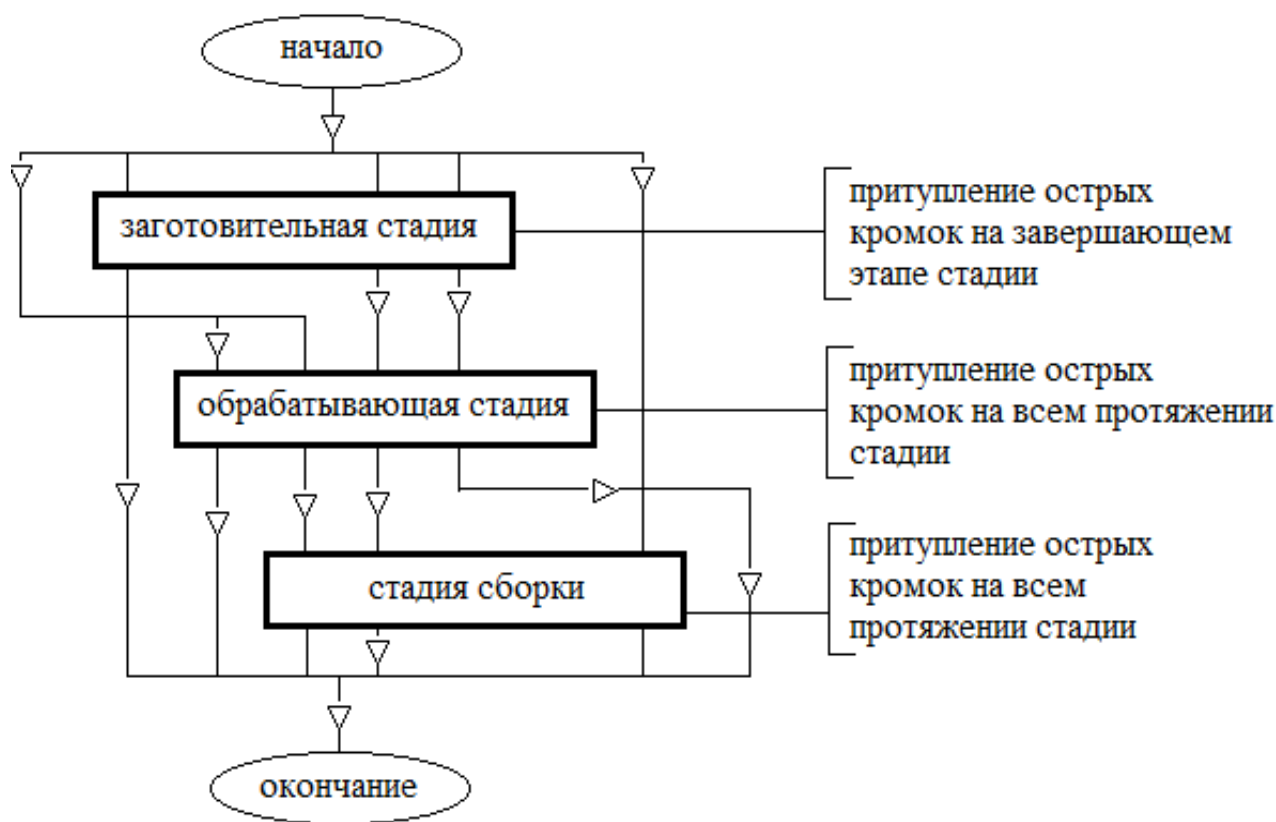 начало
заготовительная стадия
притупление острых
кромок на завершающем
этапе стадии
обрабатывающая стадия
притупление острых
кромок на всем протяжении
стадии
стадия сборки
притупление острых
кромок на всем
протяжении стадии
окончание